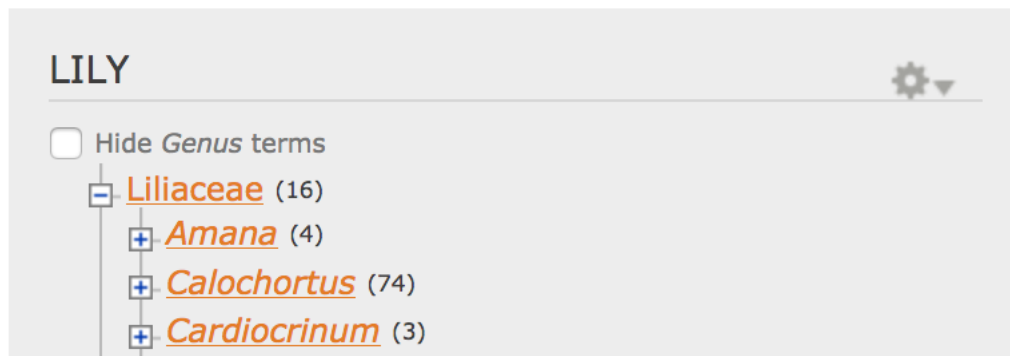 LILY
Hide Genus terms
Liliaceae (16)
Amana (4)
Calochortus (74)
Cardiocrinum (3)